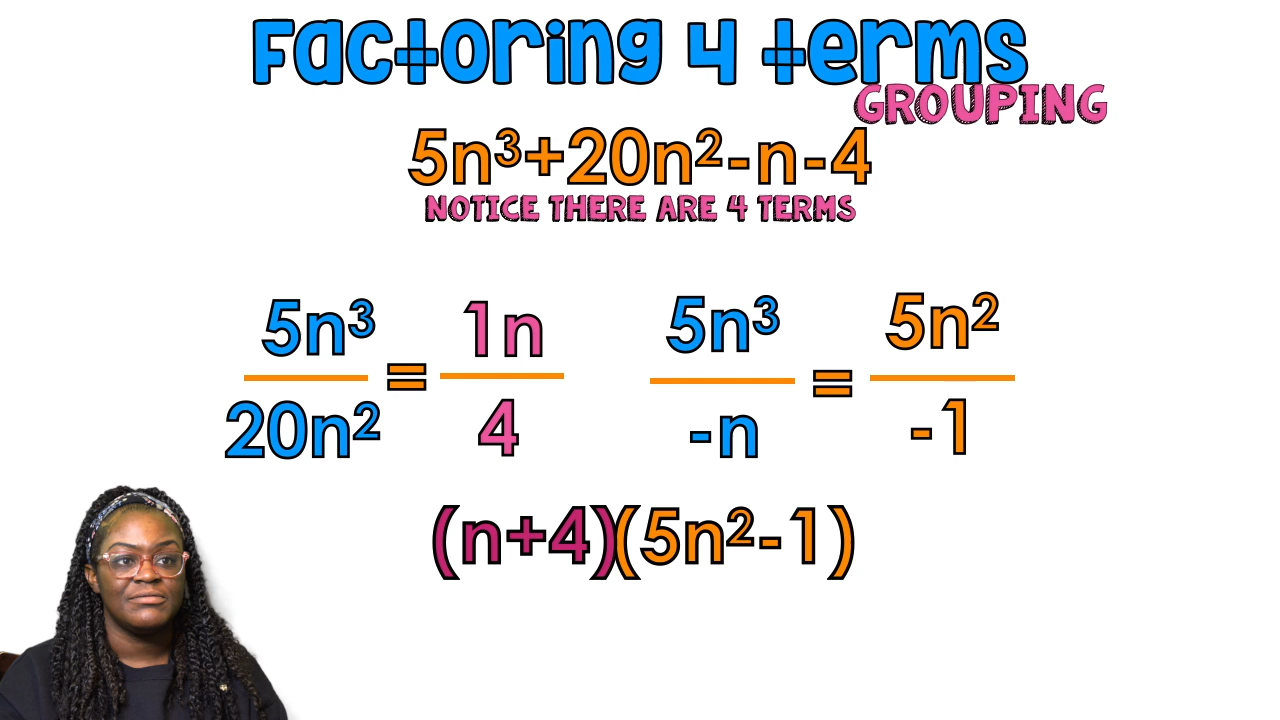 Factoring 4 terms
GROUPING
5n³+20n²-n-4
NOTICE THERE ARE 4 TERMS
5n³ 1n 5n³ 5n²
= =
20n² 4 -n -1
(n+4)(5n²-1)